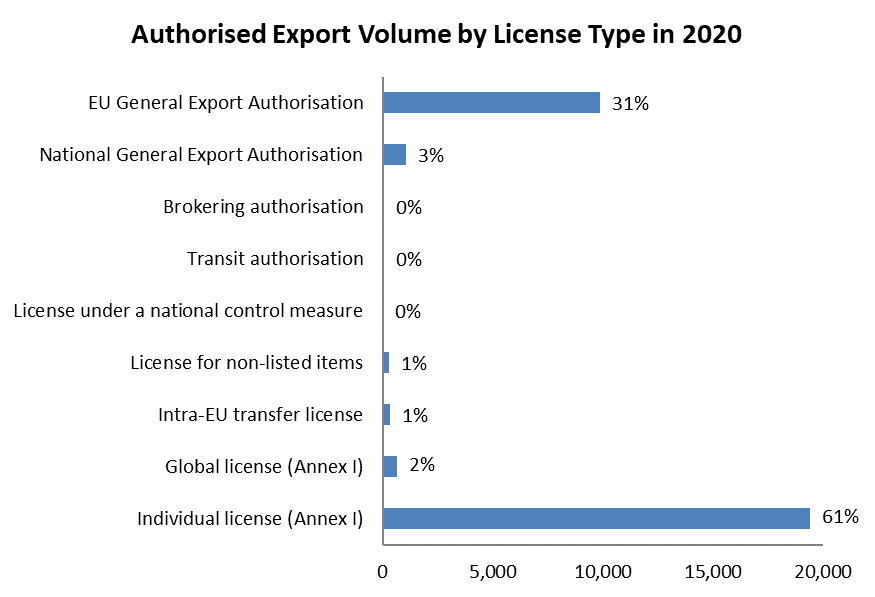 Authorised Export Volume by License Type in 2020
EU General Export Authorisation 31%
National General Export Authorisation 3%
Brokering authorisation 0%
Transit authorisation 0%
License under a national control measure 0%
License for non-listed items 1%
Intra-EU transfer license 1%
Global license (Annex I) 2%
Individual license (Annex I) 61%
0 5,000 10,000 15,000 20,000